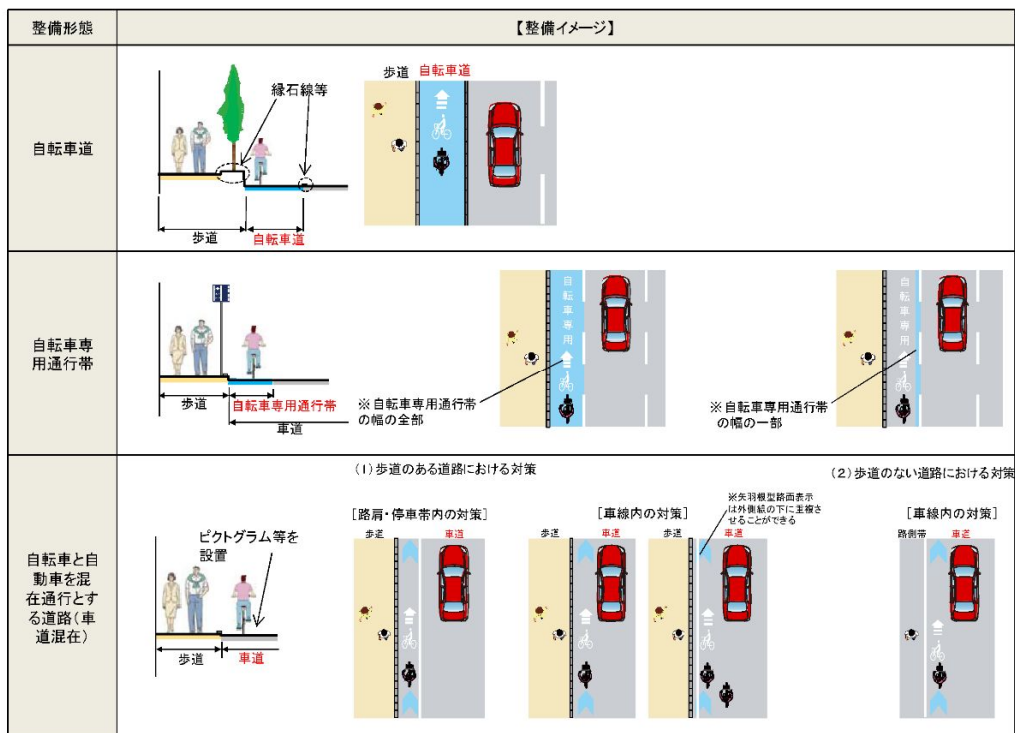 整備形態
【整備イメージ】
自転車道
縁石線等
歩道
自転車道
歩道 自転車道
自転車専
用通行帯
歩道
自転車専用通行帯
車道
自転車専用
※自転車専用通行帯
の幅の全部
自転車専用
※自転車専用通行帯
の幅の一部
自転車と自
動車を混
在通行とす
る道路(車
道混在)
ピクトグラム等を
設置
歩道
車道
(1)歩道のある道路における対策
[路肩・停車帯内の対策]
歩道 車道
[車線内の対策]
歩道 車道
歩道 車道
※矢羽根型路面表示
は外側線の下に重複さ
せることができる
(2)歩道のない道路における対策
[車線内の対策]
路側帯 車道